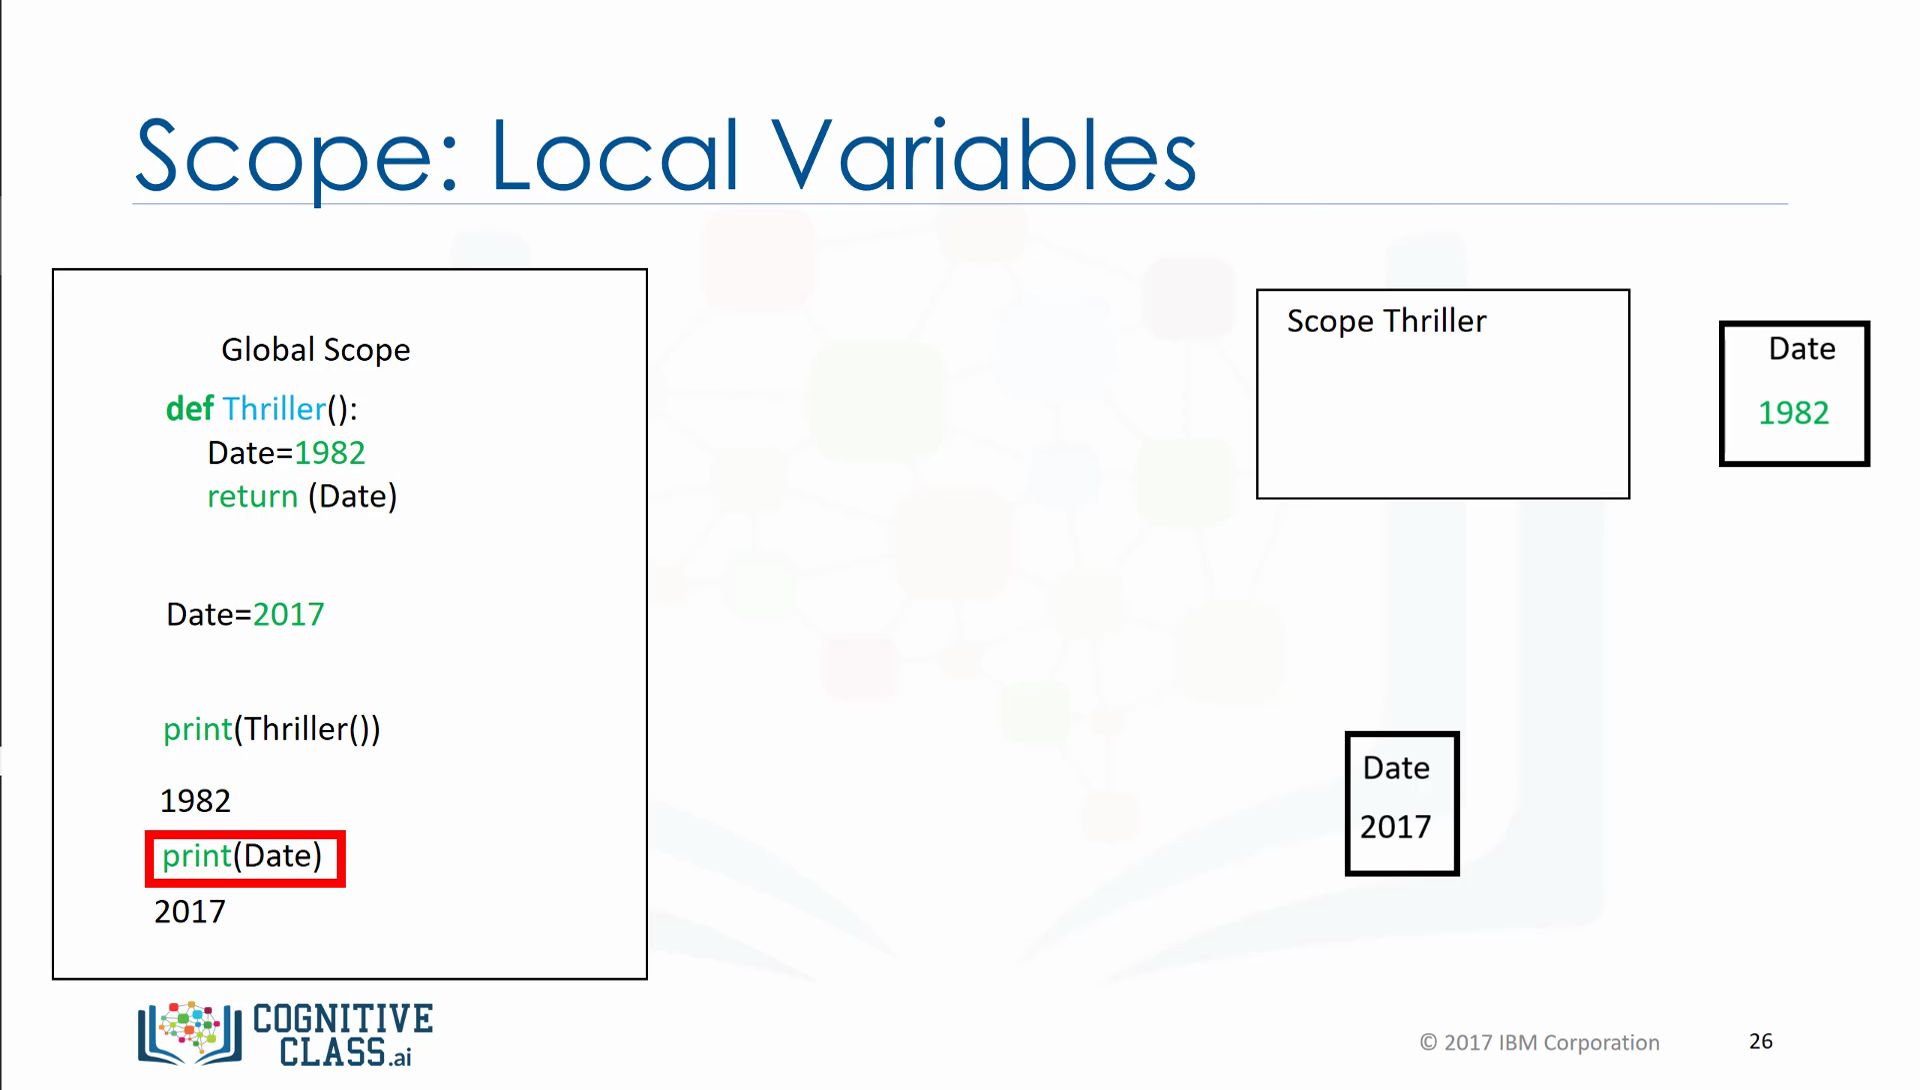 Scope: Local Variables
Global Scope
def Thriller():
Date=1982
return (Date)
Date=2017
print(Thriller())
1982
print(Date)
2017
Scope Thriller
Date
1982
Date
2017
COGNITIVE
CLASS.ai
© 2017 IBM Corporation
26